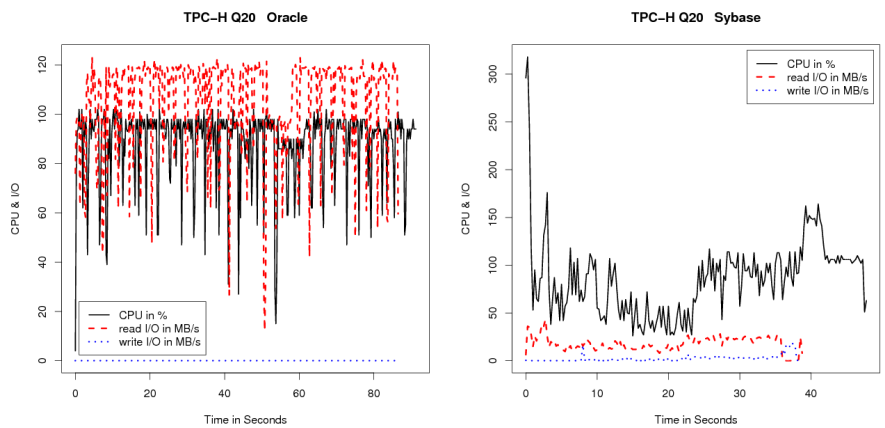 TPC−H Q20   Oracle
CPU & I/O
0
20
40
60
80
100
120
0
20
40
60
80
Time in Seconds
CPU in %
read I/O in MB/s
write I/O in MB/s
TPC−H Q20   Sybase
CPU & I/O
0
50
100
150
200
250
300
0
10
20
30
40
Time in Seconds
CPU in %
read I/O in MB/s
write I/O in MB/s